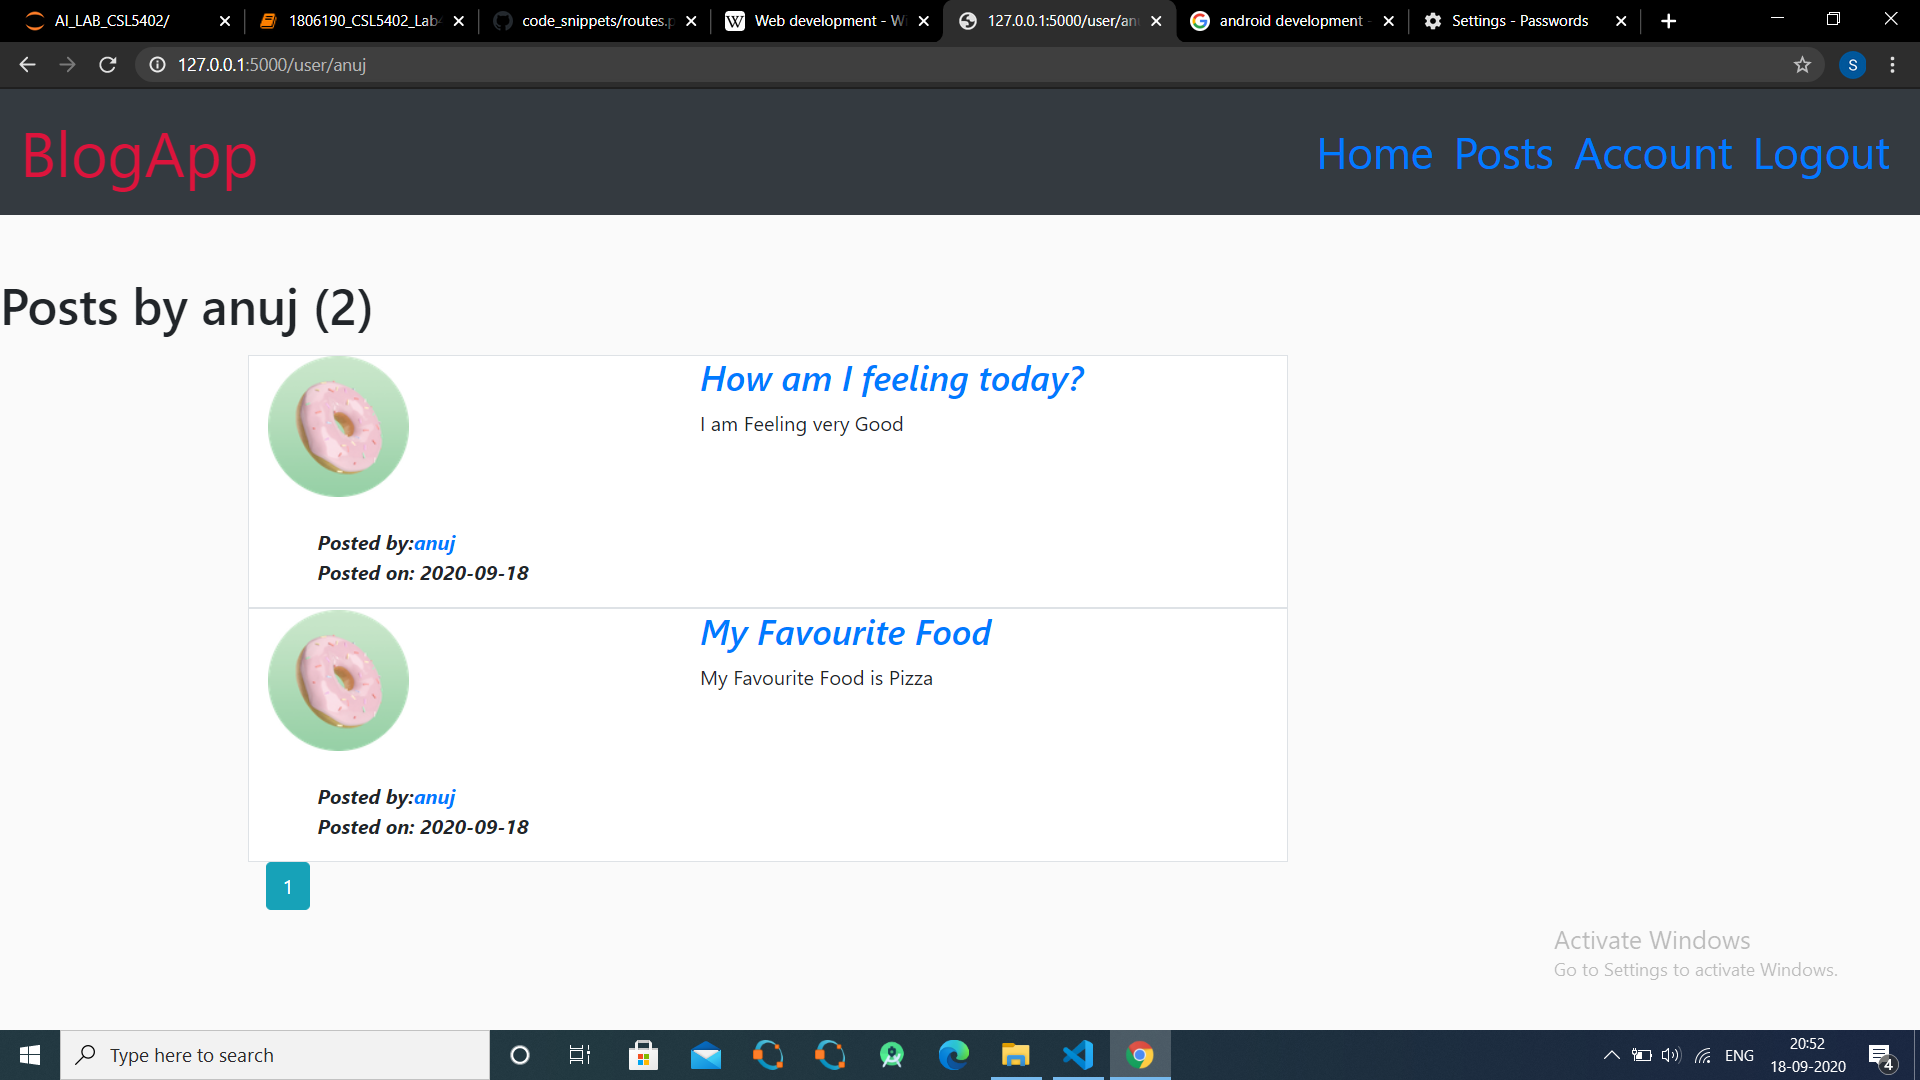 AI_LAB_CSL5402/
1806190_CSL5402_Lab4
code_snippets/routes.p
Web development - Wi
127.0.0.1:5000/user/anu
android development -
Settings - Passwords
127.0.0.1:5000/user/anuj
S
BlogApp
Home Posts Account Logout
Posts by anuj (2)
How am I feeling today?
I am Feeling very Good
Posted by:anuj
Posted on: 2020-09-18
My Favourite Food
My Favourite Food is Pizza
Posted by:anuj
Posted on: 2020-09-18
1
Activate Windows
Go to Settings to activate Windows.
Type here to search
ENG
20:52
18-09-2020
4